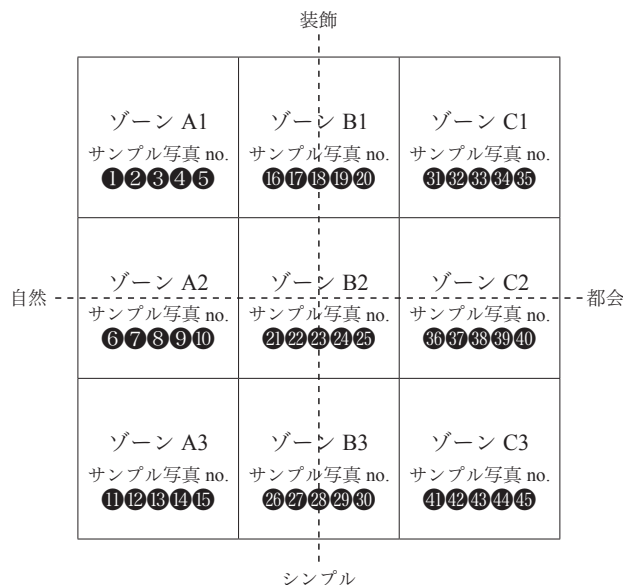 装飾
ゾーン A1
サンプル写真 no.
❶❷❸❹❺
ゾーン B1
サンプル写真 no.
⓰⓱⓲⓳⓴
ゾーン C1
サンプル写真 no.
㉛㉜㉝㉞㉟
自然
ゾーン A2
サンプル写真 no.
❻❼❽❾❿
ゾーン B2
サンプル写真 no.
㉑㉒㉓㉔㉕
ゾーン C2
サンプル写真 no.
㊱㊲㊳㊴㊵
都会
ゾーン A3
サンプル写真 no.
⓫⓬⓭⓮⓯
ゾーン B3
サンプル写真 no.
㉖㉗㉘㉙㉚
ゾーン C3
サンプル写真 no.
㊶㊷㊸㊹㊺
シンプル